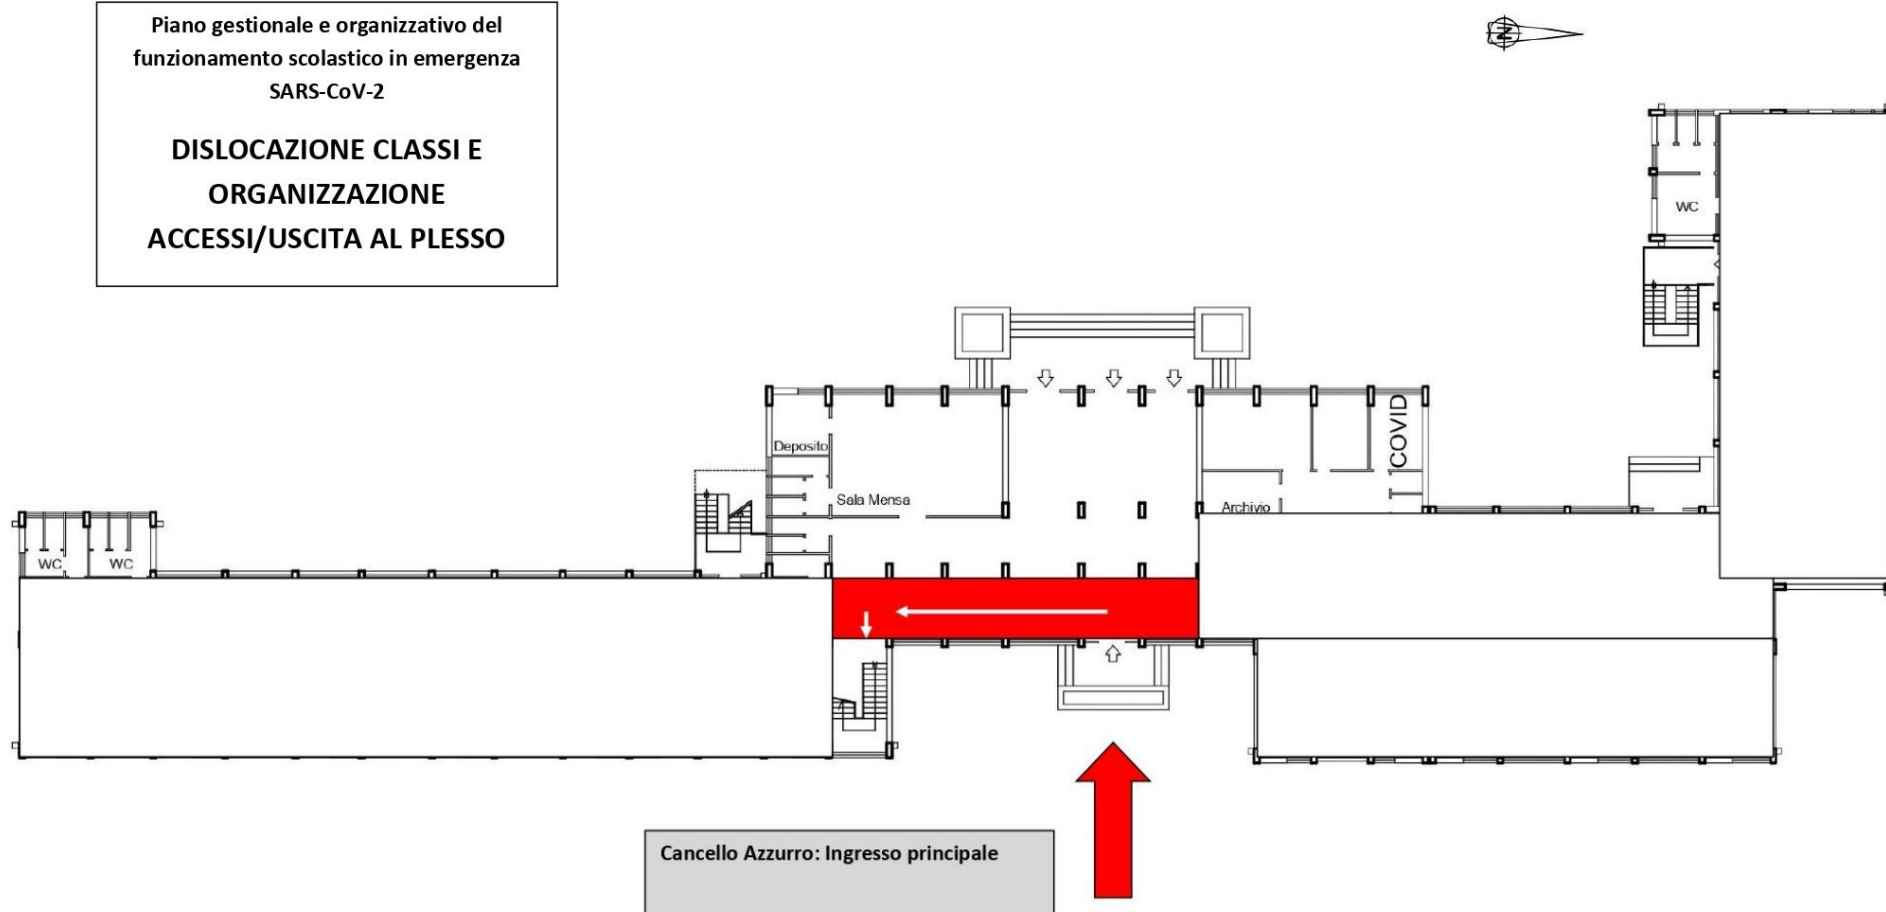 Piano gestionale e organizzativo del
funzionamento scolastico in emergenza
SARS-CoV-2
DISLOCAZIONE CLASSI E
ORGANIZZAZIONE
ACCESSI/USCITA AL PLESSO
N
WC
COVID
Deposito
Sala Mensa
Archivio
WC
WC
Cancello Azzurro: Ingresso principale